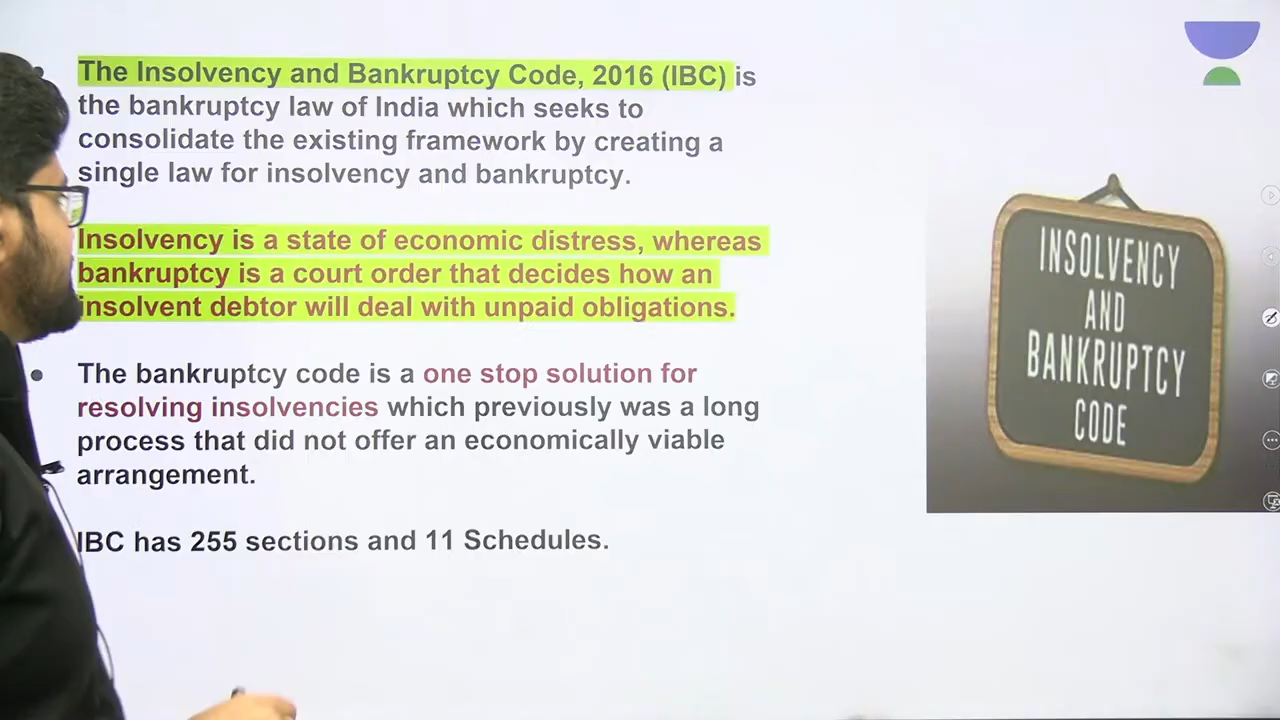 The Insolvency and Bankruptcy Code, 2016 (IBC) is
the bankruptcy law of India which seeks to
consolidate the existing framework by creating a
single law for insolvency and bankruptcy.
Insolvency is a state of economic distress, whereas
bankruptcy is a court order that decides how an
insolvent debtor will deal with unpaid obligations.
The bankruptcy code is a one stop solution for
resolving insolvencies which previously was a long
process that did not offer an economically viable
arrangement.
IBC has 255 sections and 11 Schedules.
INSOLVENCY
AND
BANKRUPTCY
CODE